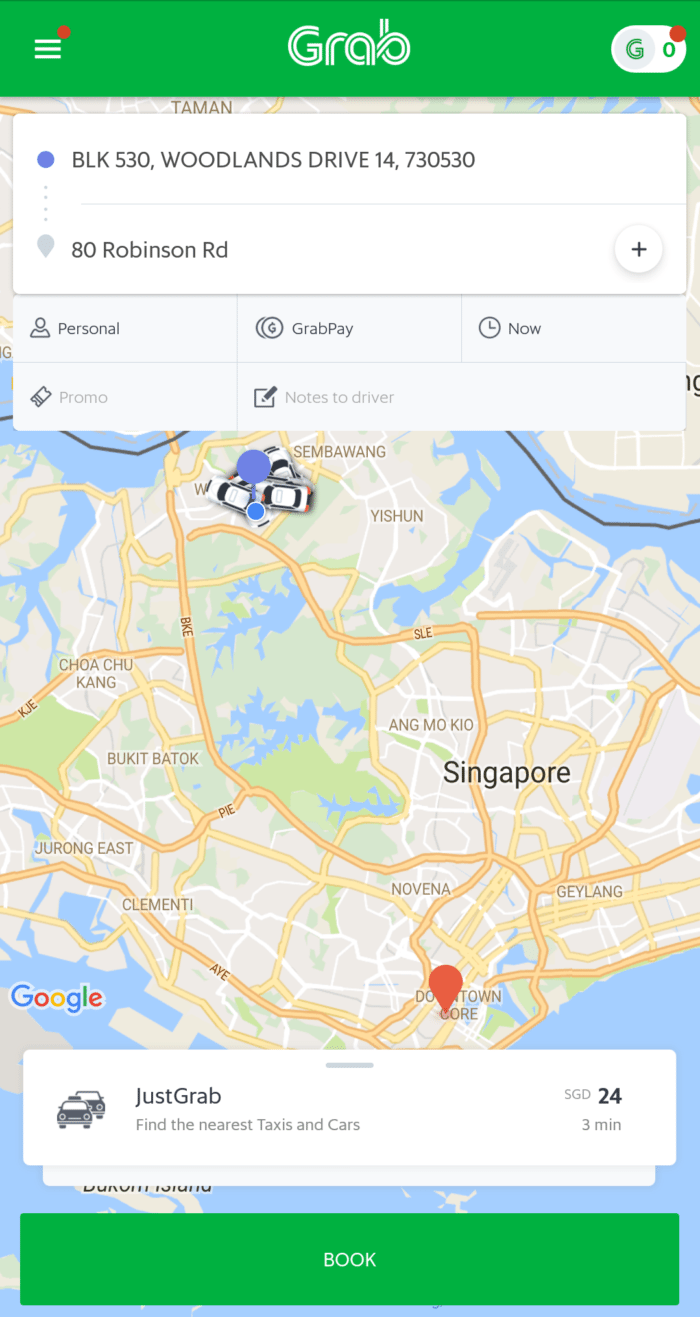 Grab
G 0
TAMAN
BLK 530, WOODLANDS DRIVE 14, 730530
80 Robinson Rd
+
Personal
GrabPay
Now
Promo
Notes to driver
SEMBAWANG
W
YISHUN
BKE
SLE
CHOA CHU
KANG
KJE
ANG MO KIO
BUKIT BATOK
Singapore
PIE
JURONG EAST
NOVENA
GEYLANG
CLEMENTI
AYE
Google
DOWNTOWN
CORE
JustGrab
SGD 24
Find the nearest Taxis and Cars
3 min
BOOK